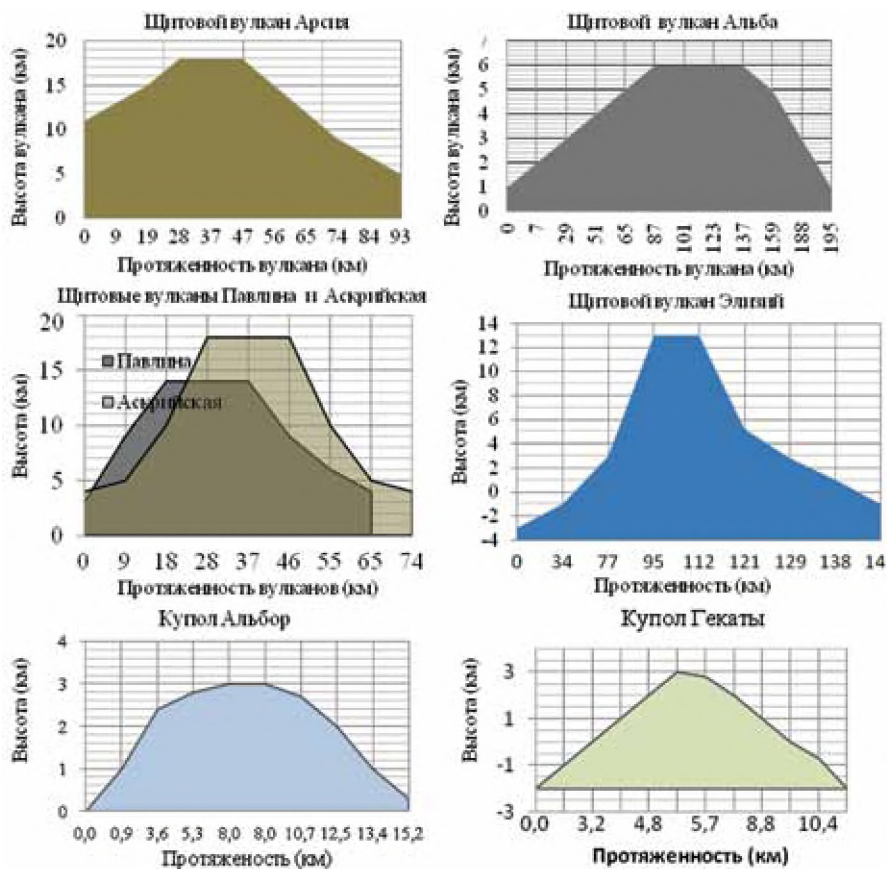 Щитовой вулкан Арсия
Высота вулкана (км)
20
15
10
5
0
0 9 19 28 37 47 56 65 74 84 93
Протяженность вулкана (км)
Щитовой вулкан Альба
Высота вулкана (км)
6
5
4
3
2
1
0
0 7 29 51 65 87 101 123 137 159 188 195
Протяженность вулкана (км)
Щитовые вулканы Павлина и Аскрийская
Высота (км)
20
15
10
5
0
Павлина
Аскрийская
0 9 18 28 37 46 55 65 74
Протяженность вулканов (км)
Щитовой вулкан Элизий
Высота (км)
14
12
10
8
6
4
2
0
-2
-4
0 34 77 95 112 121 129 138 14
Протяженность (км)
Купол Альбор
Высота (км)
4
3
2
1
0
0,0 0,9 3,6 5,3 8,0 8,0 10,7 12,5 13,4 15,2
Протяженость (км)
Купол Гекаты
Высота (км)
3
1
-1
-3
0,0 3,2 4,8 5,7 8,8 10,4
Протяженность (км)